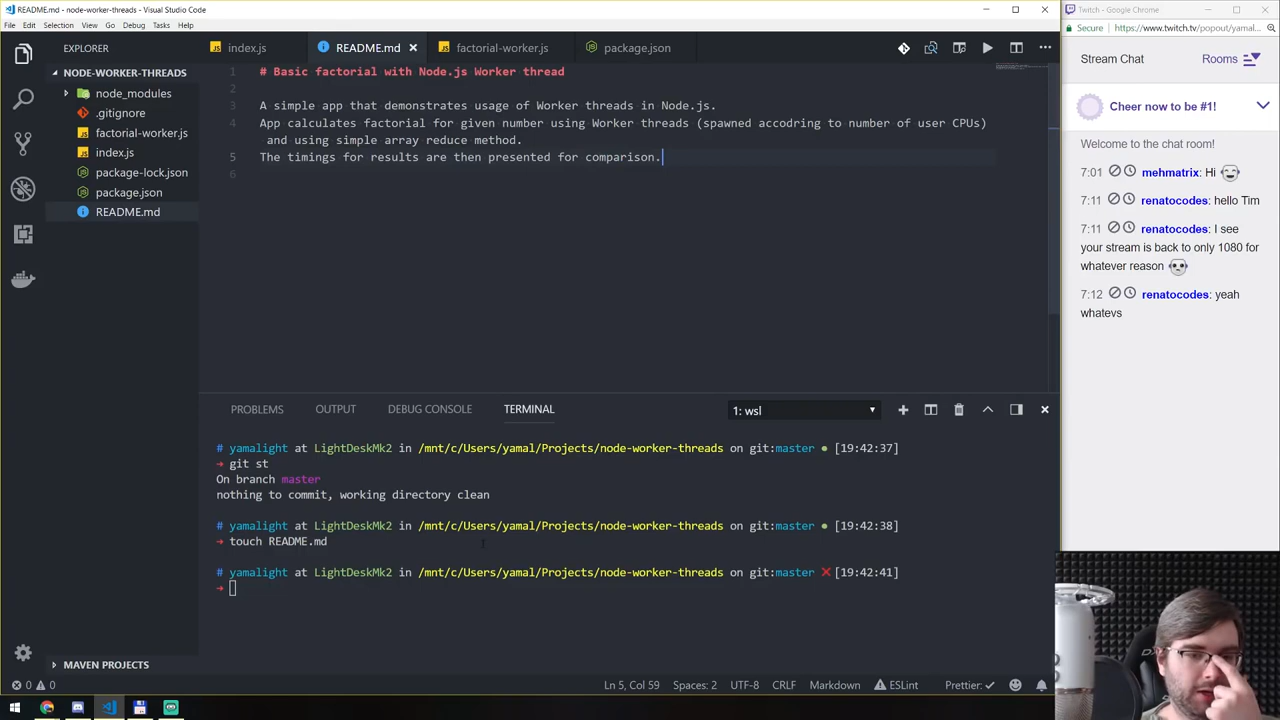 README.md - node-worker-threads - Visual Studio Code
File Edit Selection View Go Debug Tasks Help
EXPLORER
NODE-WORKER-THREADS
node_modules
.gitignore
factorial-worker.js
index.js
package-lock.json
package.json
README.md
MAVEN PROJECTS
index.js README.md factorial-worker.js package.json
1 # Basic factorial with Node.js Worker thread
2
3 A simple app that demonstrates usage of Worker threads in Node.js.
4 App calculates factorial for given number using Worker threads (spawned accodring to number of user CPUs)
and using simple array reduce method.
5 The timings for results are then presented for comparison.
6
PROBLEMS OUTPUT DEBUG CONSOLE TERMINAL 1: wsl
# yamalight at LightDeskMk2 in /mnt/c/Users/yamal/Projects/node-worker-threads on git:master ● [19:42:37]
→ git st
On branch master
nothing to commit, working directory clean
# yamalight at LightDeskMk2 in /mnt/c/Users/yamal/Projects/node-worker-threads on git:master ● [19:42:38]
→ touch README.md
# yamalight at LightDeskMk2 in /mnt/c/Users/yamal/Projects/node-worker-threads on git:master ❌ [19:42:41]
→
0 0 Ln 5, Col 59 Spaces: 2 UTF-8 CRLF Markdown ESLint Prettier: ✓
Twitch - Google Chrome
Secure https://www.twitch.tv/popout/yamal...
Stream Chat Rooms
Cheer now to be #1!
Welcome to the chat room!
7:01 mehmatrix: Hi
7:11 renatocodes: hello Tim
7:11 renatocodes: I see
your stream is back to only 1080 for
whatever reason
7:12 renatocodes: yeah
whatevs